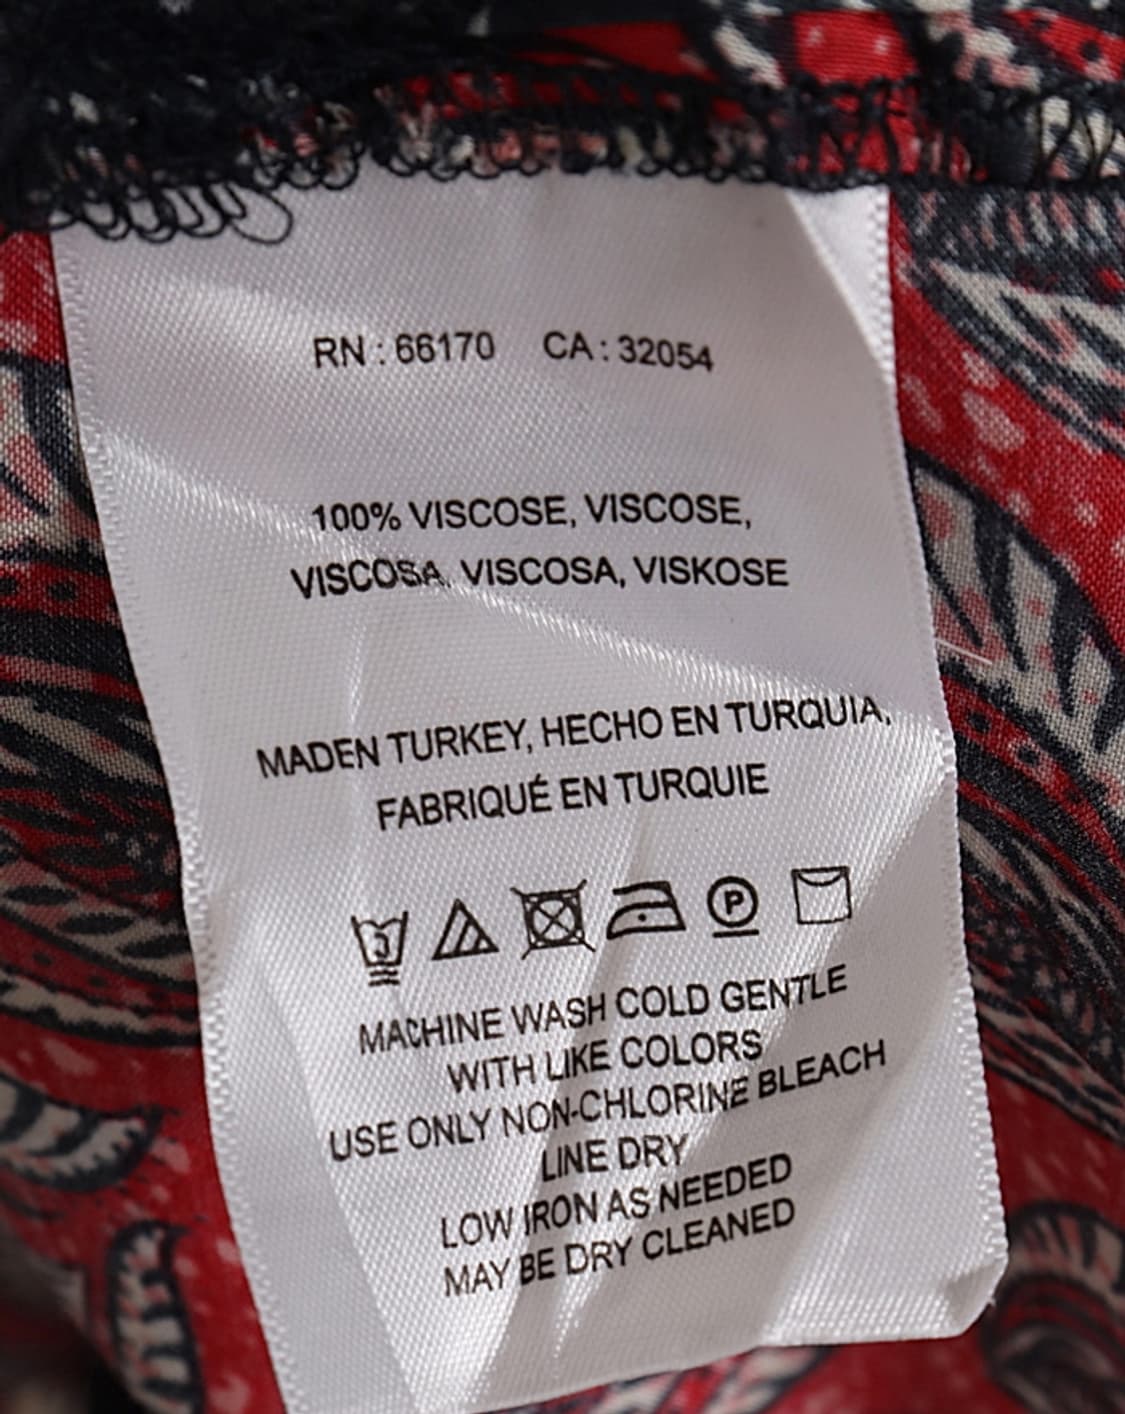 RN : 66170 CA : 32054
100% VISCOSE, VISCOSE,
VISCOSA, VISCOSA, VISKOSE
MADEN TURKEY, HECHO EN TURQUIA,
FABRIQUÉ EN TURQUIE
P
MACHINE WASH COLD GENTLE
WITH LIKE COLORS
USE ONLY NON-CHLORINE BLEACH
LINE DRY
LOW IRON AS NEEDED
MAY BE DRY CLEANED